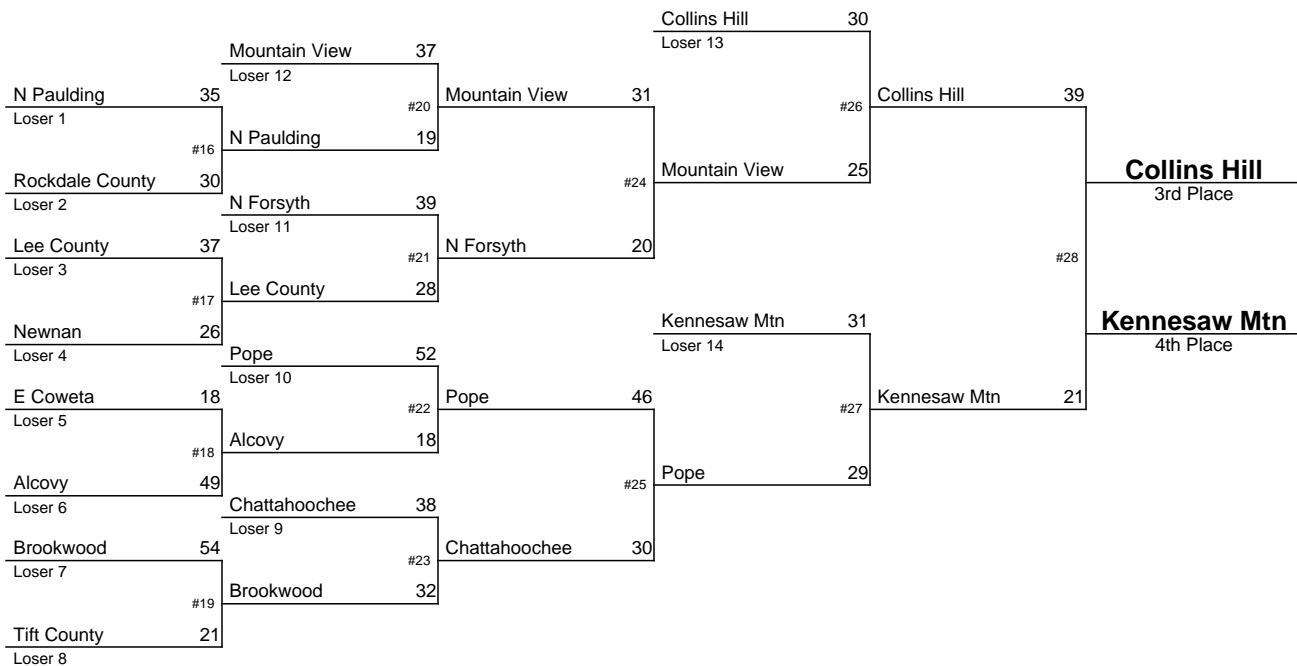 Collins Hill 30
Loser 13
Mountain View 37
Loser 12
N Paulding 35
Loser 1
#20
Mountain View 31
#26
Collins Hill 39
#16
N Paulding 19
Rockdale County 30
Loser 2
#24
Mountain View 25
Collins Hill
3rd Place
N Forsyth 39
Loser 11
Lee County 37
Loser 3
#21
N Forsyth 20
#28
#17
Lee County 28
Newnan 26
Loser 4
Kennesaw Mtn 31
Loser 14
Kennesaw Mtn
4th Place
Pope 52
Loser 10
E Coweta 18
Loser 5
#22
Pope 46
#27
Kennesaw Mtn 21
#18
Alcovy 18
Alcovy 49
Loser 6
#25
Pope 29
Chattahoochee 38
Loser 9
Brookwood 54
Loser 7
#23
Chattahoochee 30
#19
Brookwood 32
Tift County 21
Loser 8